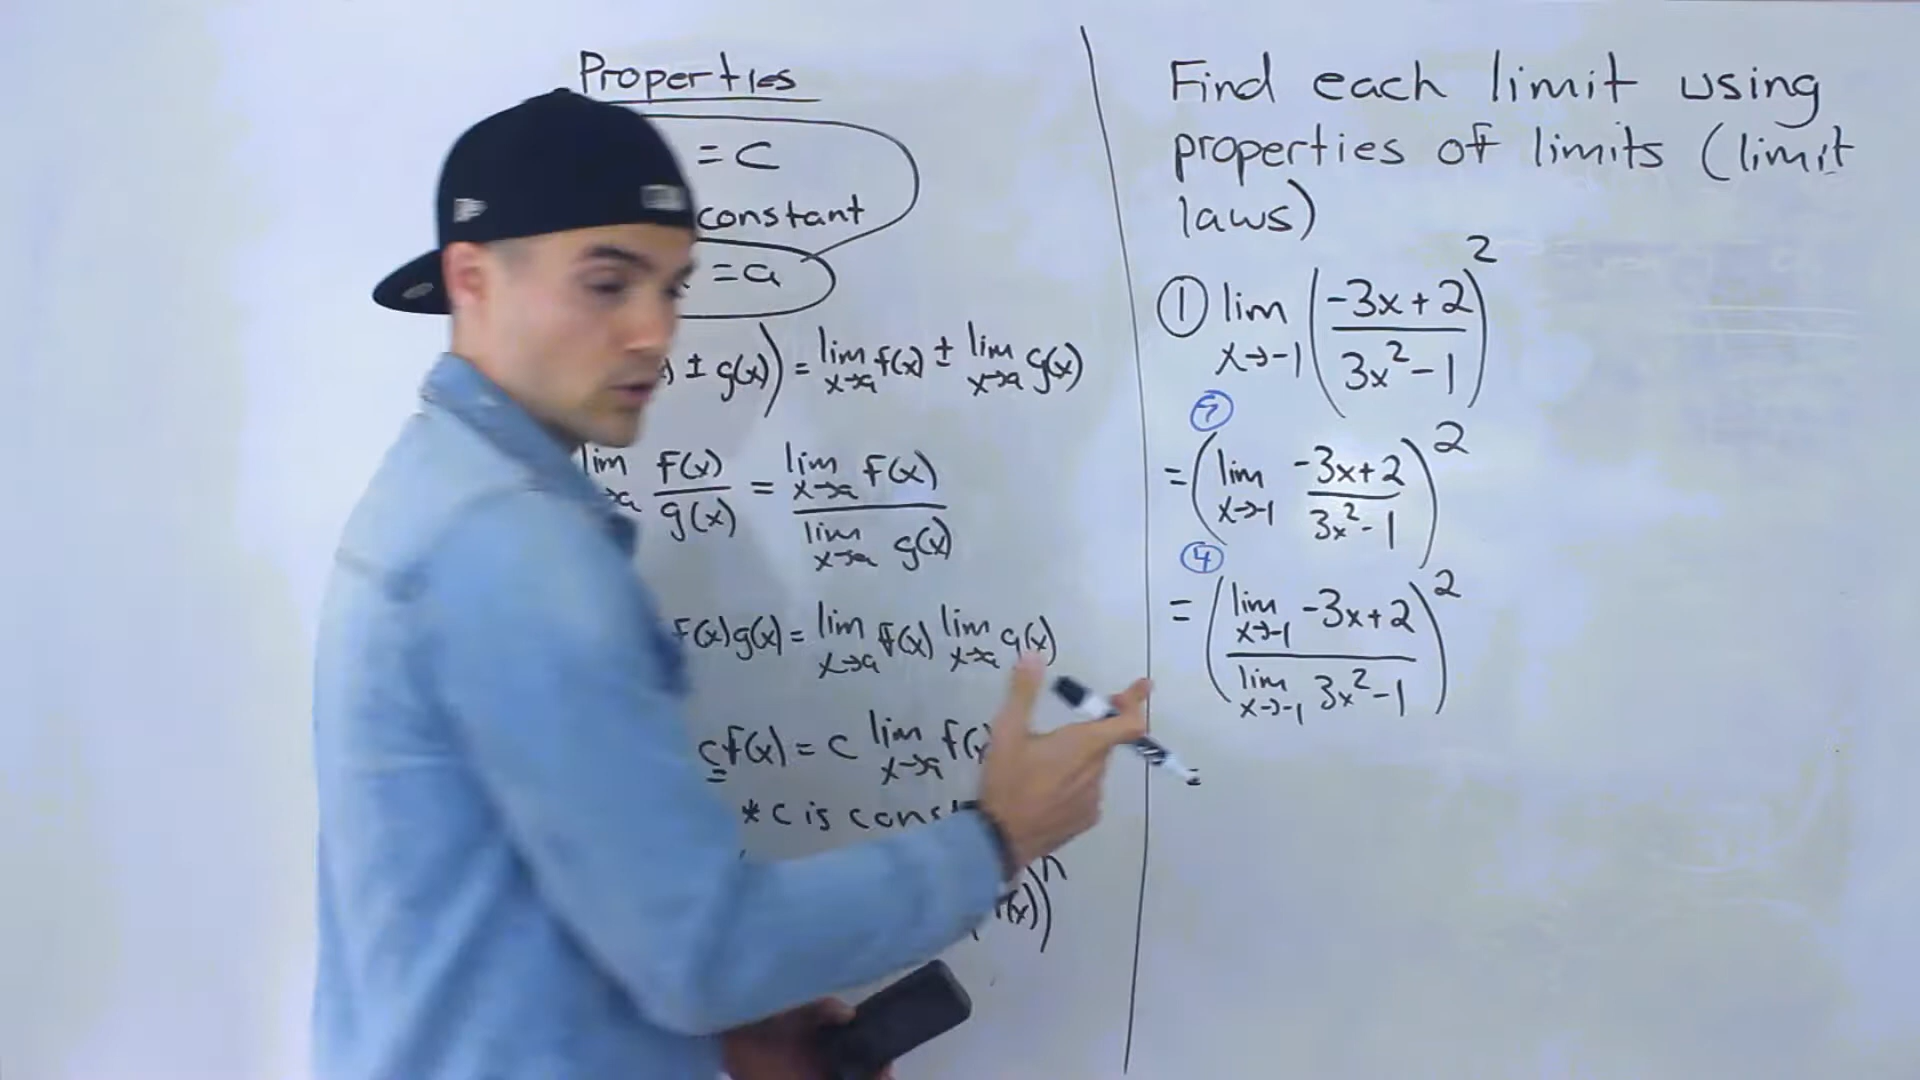 Properties
= c
constant
= a
± g(x)) = lim x→a f(x) ± lim x→a g(x)
lim f(x)/g(x) = lim x→a f(x) / lim x→a g(x)
f(x)g(x) = lim x→a f(x) lim x→a g(x)
cf(x) = c lim x→a f(x
* c is cons
(x))^n
Find each limit using
properties of limits (limit
laws)
① lim x→-1 ((-3x+2)/(3x²-1))²
⑦
= (lim x→-1 (-3x+2)/(3x²-1))²
④
= ((lim x→-1 -3x+2)/(lim x→-1 3x²-1))²
=